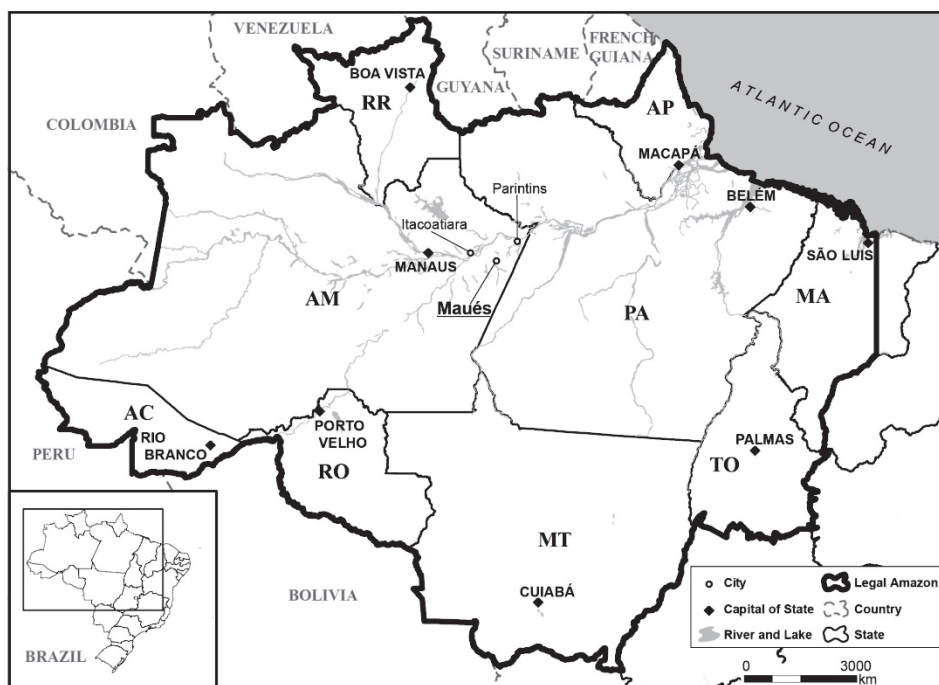 VENEZUELA
SURINAME
FRENCH
GUIANA
BOA VISTA
RR
GUYANA
AP
ATLANTIC OCEAN
COLOMBIA
MACAPÁ
Parintins
BELÉM
Itacoatiara
MANAUS
SÃO LUÍS
AM
Maués
PA
MA
AC
RIO
BRANCO
PORTO
VELHO
PERU
RO
PALMAS
TO
MT
CUIABÁ
BOLIVIA
BRAZIL
City
Legal Amazon
Capital of State
Country
River and Lake
State
0 3000
km